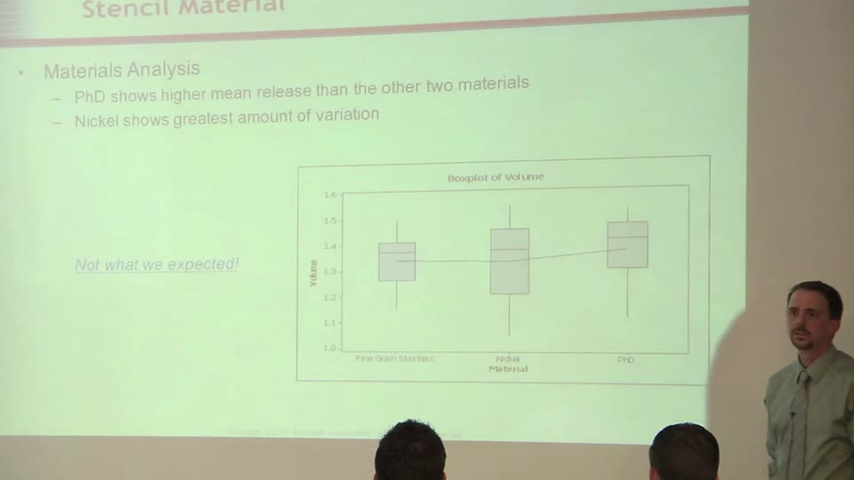 Stencil Material
• Materials Analysis
– PhD shows higher mean release than the other two materials
– Nickel shows greatest amount of variation
Not what we expected!
Boxplot of Volume
1.6
1.5
1.4
1.3
1.2
1.1
1.0
Volume
Fine Grain Stainless Nickel PhD
Material